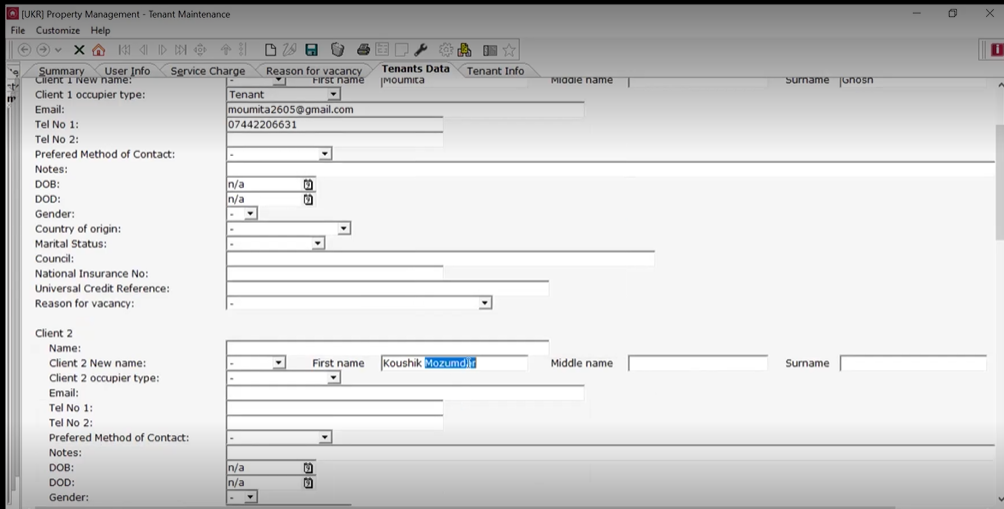 [UKR] Property Management - Tenant Maintenance
File Customize Help
Summary User Info Service Charge Reason for vacancy Tenants Data Tenant Info
Client 1 New name: - First name Moumita Middle name Surname Ghosh
Client 1 occupier type: Tenant
Email: moumita2605@gmail.com
Tel No 1: 07442206631
Tel No 2:
Prefered Method of Contact: -
Notes:
DOB: n/a
DOD: n/a
Gender: -
Country of origin: -
Marital Status: -
Council:
National Insurance No:
Universal Credit Reference:
Reason for vacancy: -
Client 2
Name:
Client 2 New name: - First name Koushik Mozumder Middle name Surname
Client 2 occupier type: -
Email:
Tel No 1:
Tel No 2:
Prefered Method of Contact: -
Notes:
DOB: n/a
DOD: n/a
Gender: -